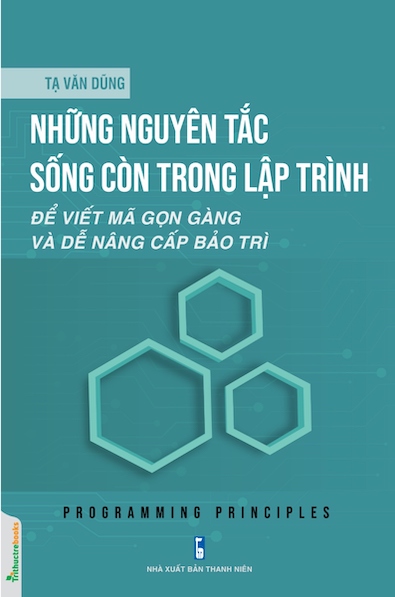 TẠ VĂN DŨNG
NHỮNG NGUYÊN TẮC
SỐNG CÒN TRONG LẬP TRÌNH
ĐỂ VIẾT MÃ GỌN GÀNG
VÀ DỄ NÂNG CẤP BẢO TRÌ
PROGRAMMING PRINCIPLES
Trithuctrebooks
NHÀ XUẤT BẢN THANH NIÊN